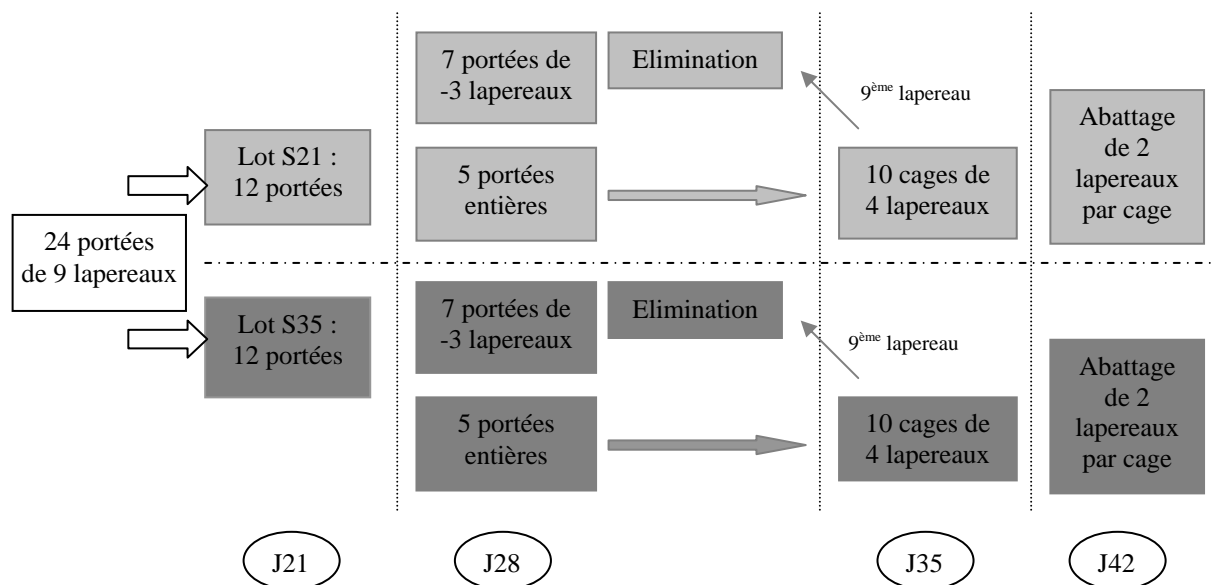 24 portées
de 9 lapereaux
Lot S21 :
12 portées
7 portées de
-3 lapereaux
Elimination
9ème lapereau
5 portées
entières
10 cages de
4 lapereaux
Abattage
de 2
lapereaux
par cage
Lot S35 :
12 portées
7 portées de
-3 lapereaux
Elimination
9ème lapereau
5 portées
entières
10 cages de
4 lapereaux
Abattage
de 2
lapereaux
par cage
J21
J28
J35
J42